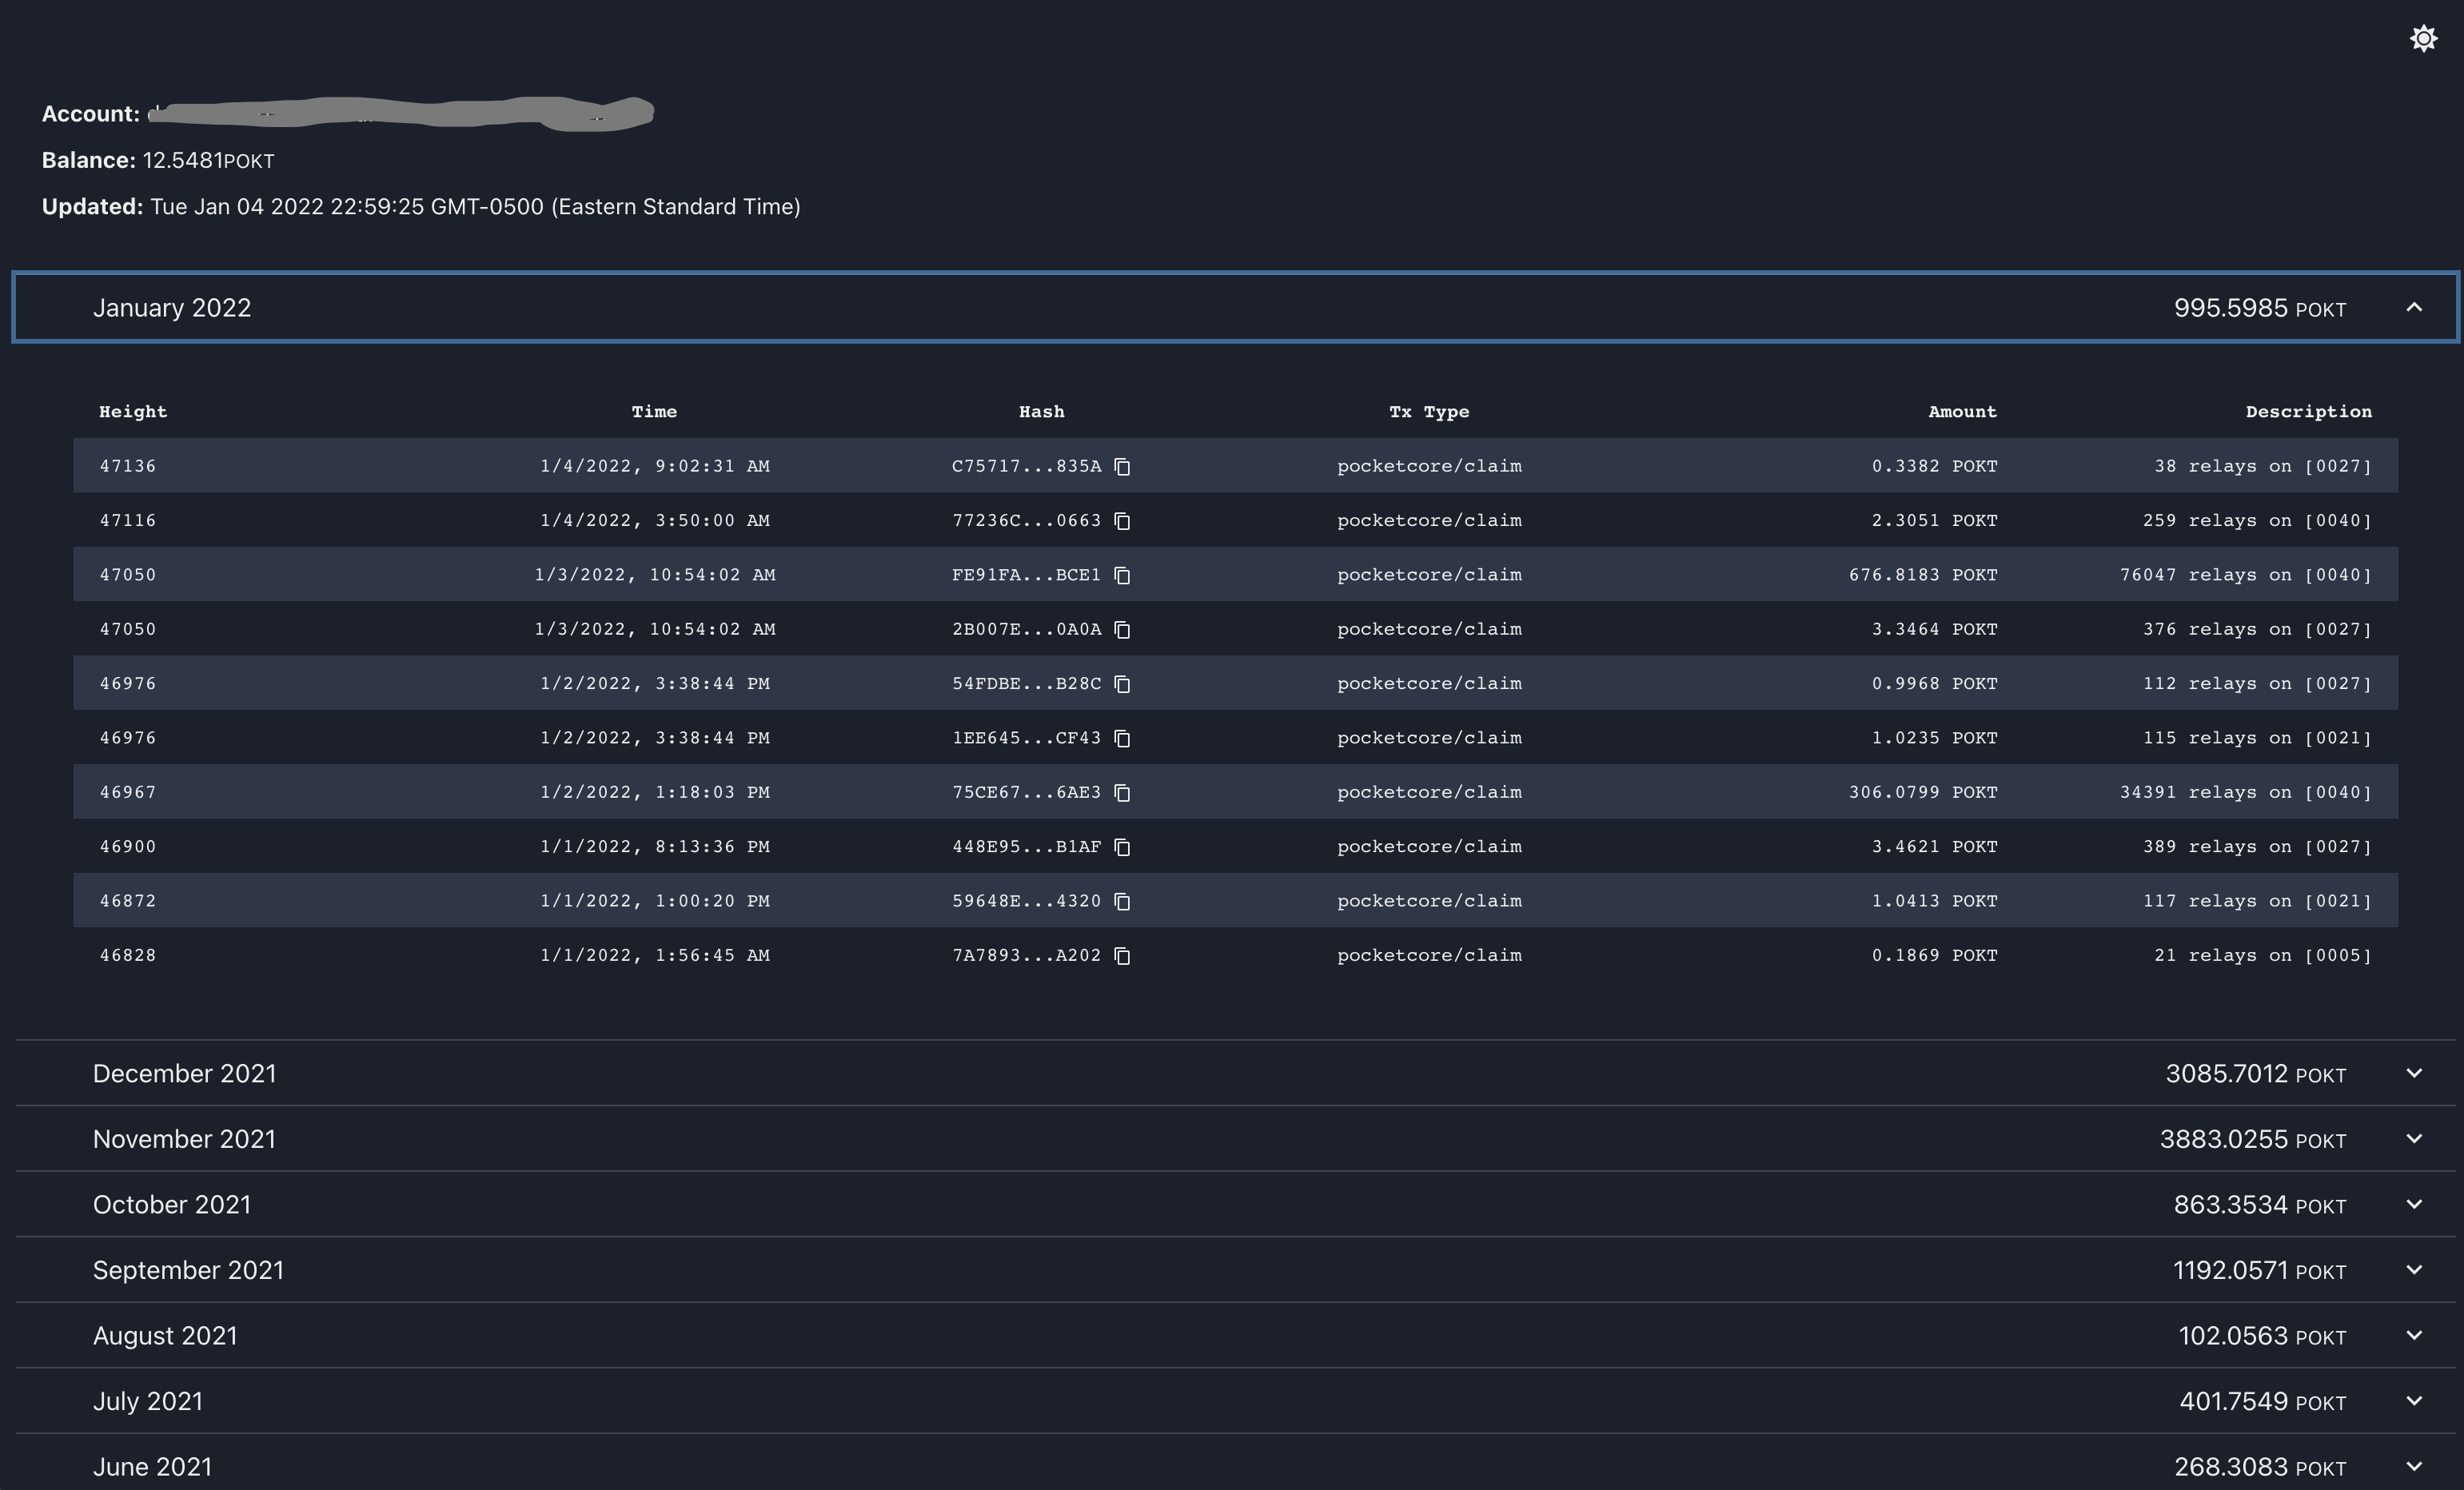 Account:
Balance: 12.5481POKT
Updated: Tue Jan 04 2022 22:59:25 GMT-0500 (Eastern Standard Time)
January 2022 995.5985 POKT
Height Time Hash Tx Type Amount Description
47136 1/4/2022, 9:02:31 AM C75717...835A pocketcore/claim 0.3382 POKT 38 relays on [0027]
47116 1/4/2022, 3:50:00 AM 77236C...0663 pocketcore/claim 2.3051 POKT 259 relays on [0040]
47050 1/3/2022, 10:54:02 AM FE91FA...BCE1 pocketcore/claim 676.8183 POKT 76047 relays on [0040]
47050 1/3/2022, 10:54:02 AM 2B007E...0A0A pocketcore/claim 3.3464 POKT 376 relays on [0027]
46976 1/2/2022, 3:38:44 PM 54FDBE...B28C pocketcore/claim 0.9968 POKT 112 relays on [0027]
46976 1/2/2022, 3:38:44 PM 1EE645...CF43 pocketcore/claim 1.0235 POKT 115 relays on [0021]
46967 1/2/2022, 1:18:03 PM 75CE67...6AE3 pocketcore/claim 306.0799 POKT 34391 relays on [0040]
46900 1/1/2022, 8:13:36 PM 448E95...B1AF pocketcore/claim 3.4621 POKT 389 relays on [0027]
46872 1/1/2022, 1:00:20 PM 59648E...4320 pocketcore/claim 1.0413 POKT 117 relays on [0021]
46828 1/1/2022, 1:56:45 AM 7A7893...A202 pocketcore/claim 0.1869 POKT 21 relays on [0005]
December 2021 3085.7012 POKT
November 2021 3883.0255 POKT
October 2021 863.3534 POKT
September 2021 1192.0571 POKT
August 2021 102.0563 POKT
July 2021 401.7549 POKT
June 2021 268.3083 POKT